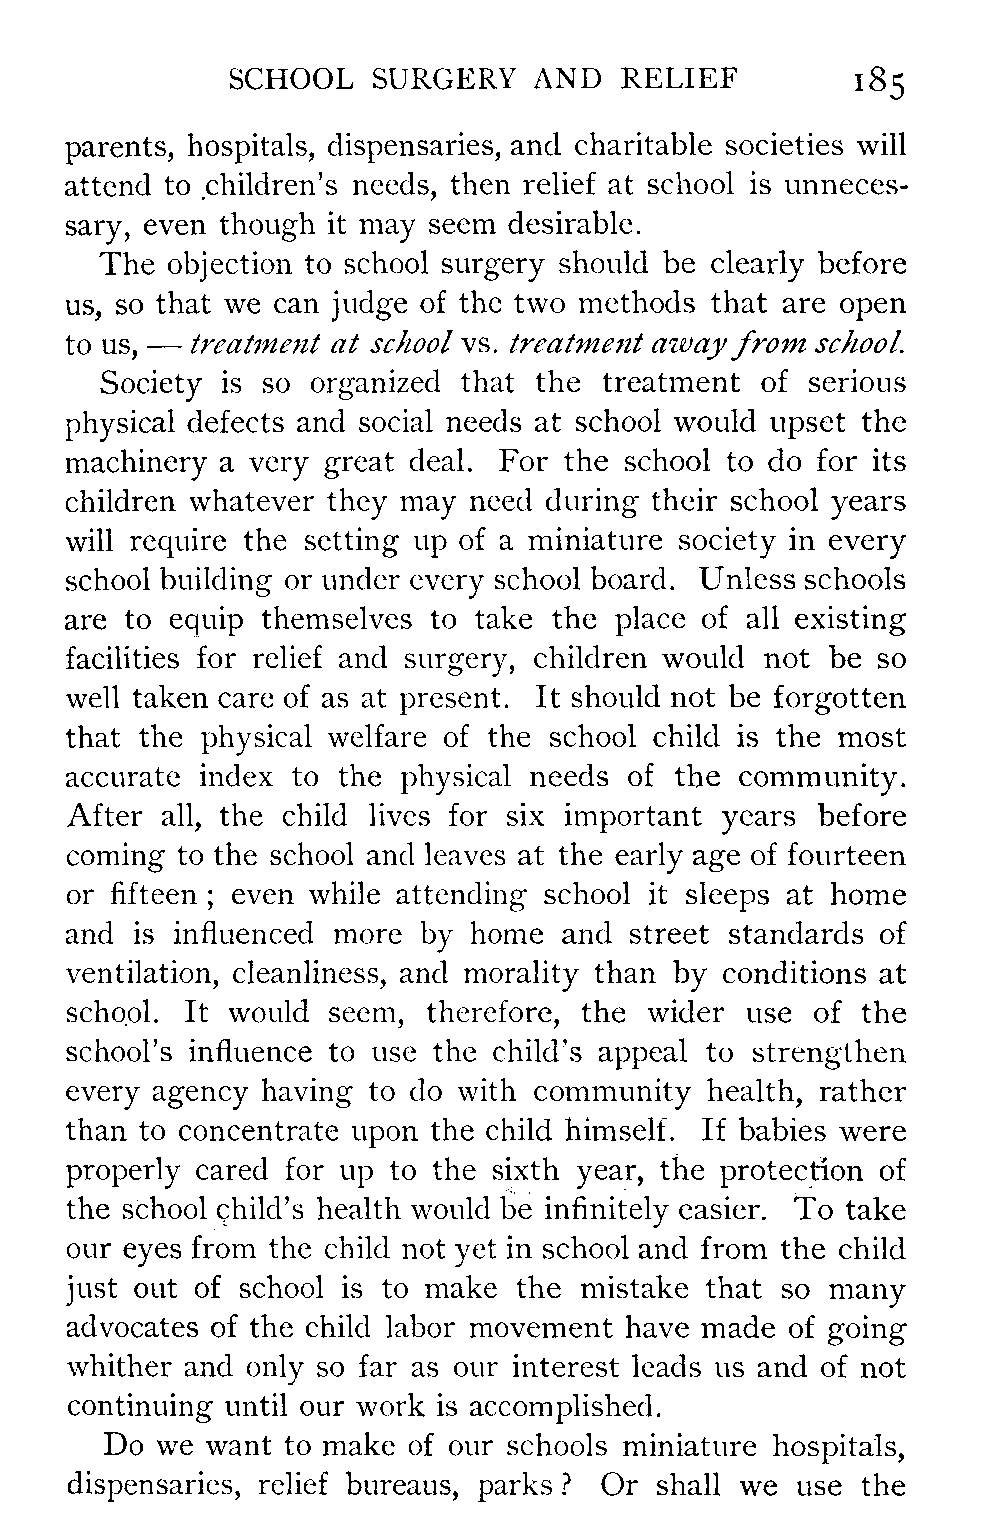 SCHOOL SURGERY AND RELIEF 185
parents, hospitals, dispensaries, and charitable societies will
attend to children's needs, then relief at school is unneces-
sary, even though it may seem desirable.
The objection to school surgery should be clearly before
us, so that we can judge of the two methods that are open
to us, — treatment at school vs. treatment away from school.
Society is so organized that the treatment of serious
physical defects and social needs at school would upset the
machinery a very great deal. For the school to do for its
children whatever they may need during their school years
will require the setting up of a miniature society in every
school building or under every school board. Unless schools
are to equip themselves to take the place of all existing
facilities for relief and surgery, children would not be so
well taken care of as at present. It should not be forgotten
that the physical welfare of the school child is the most
accurate index to the physical needs of the community.
After all, the child lives for six important years before
coming to the school and leaves at the early age of fourteen
or fifteen ; even while attending school it sleeps at home
and is influenced more by home and street standards of
ventilation, cleanliness, and morality than by conditions at
school. It would seem, therefore, the wider use of the
school's influence to use the child's appeal to strengthen
every agency having to do with community health, rather
than to concentrate upon the child himself. If babies were
properly cared for up to the sixth year, the protection of
the school child's health would be infinitely easier. To take
our eyes from the child not yet in school and from the child
just out of school is to make the mistake that so many
advocates of the child labor movement have made of going
whither and only so far as our interest leads us and of not
continuing until our work is accomplished.
Do we want to make of our schools miniature hospitals,
dispensaries, relief bureaus, parks ? Or shall we use the